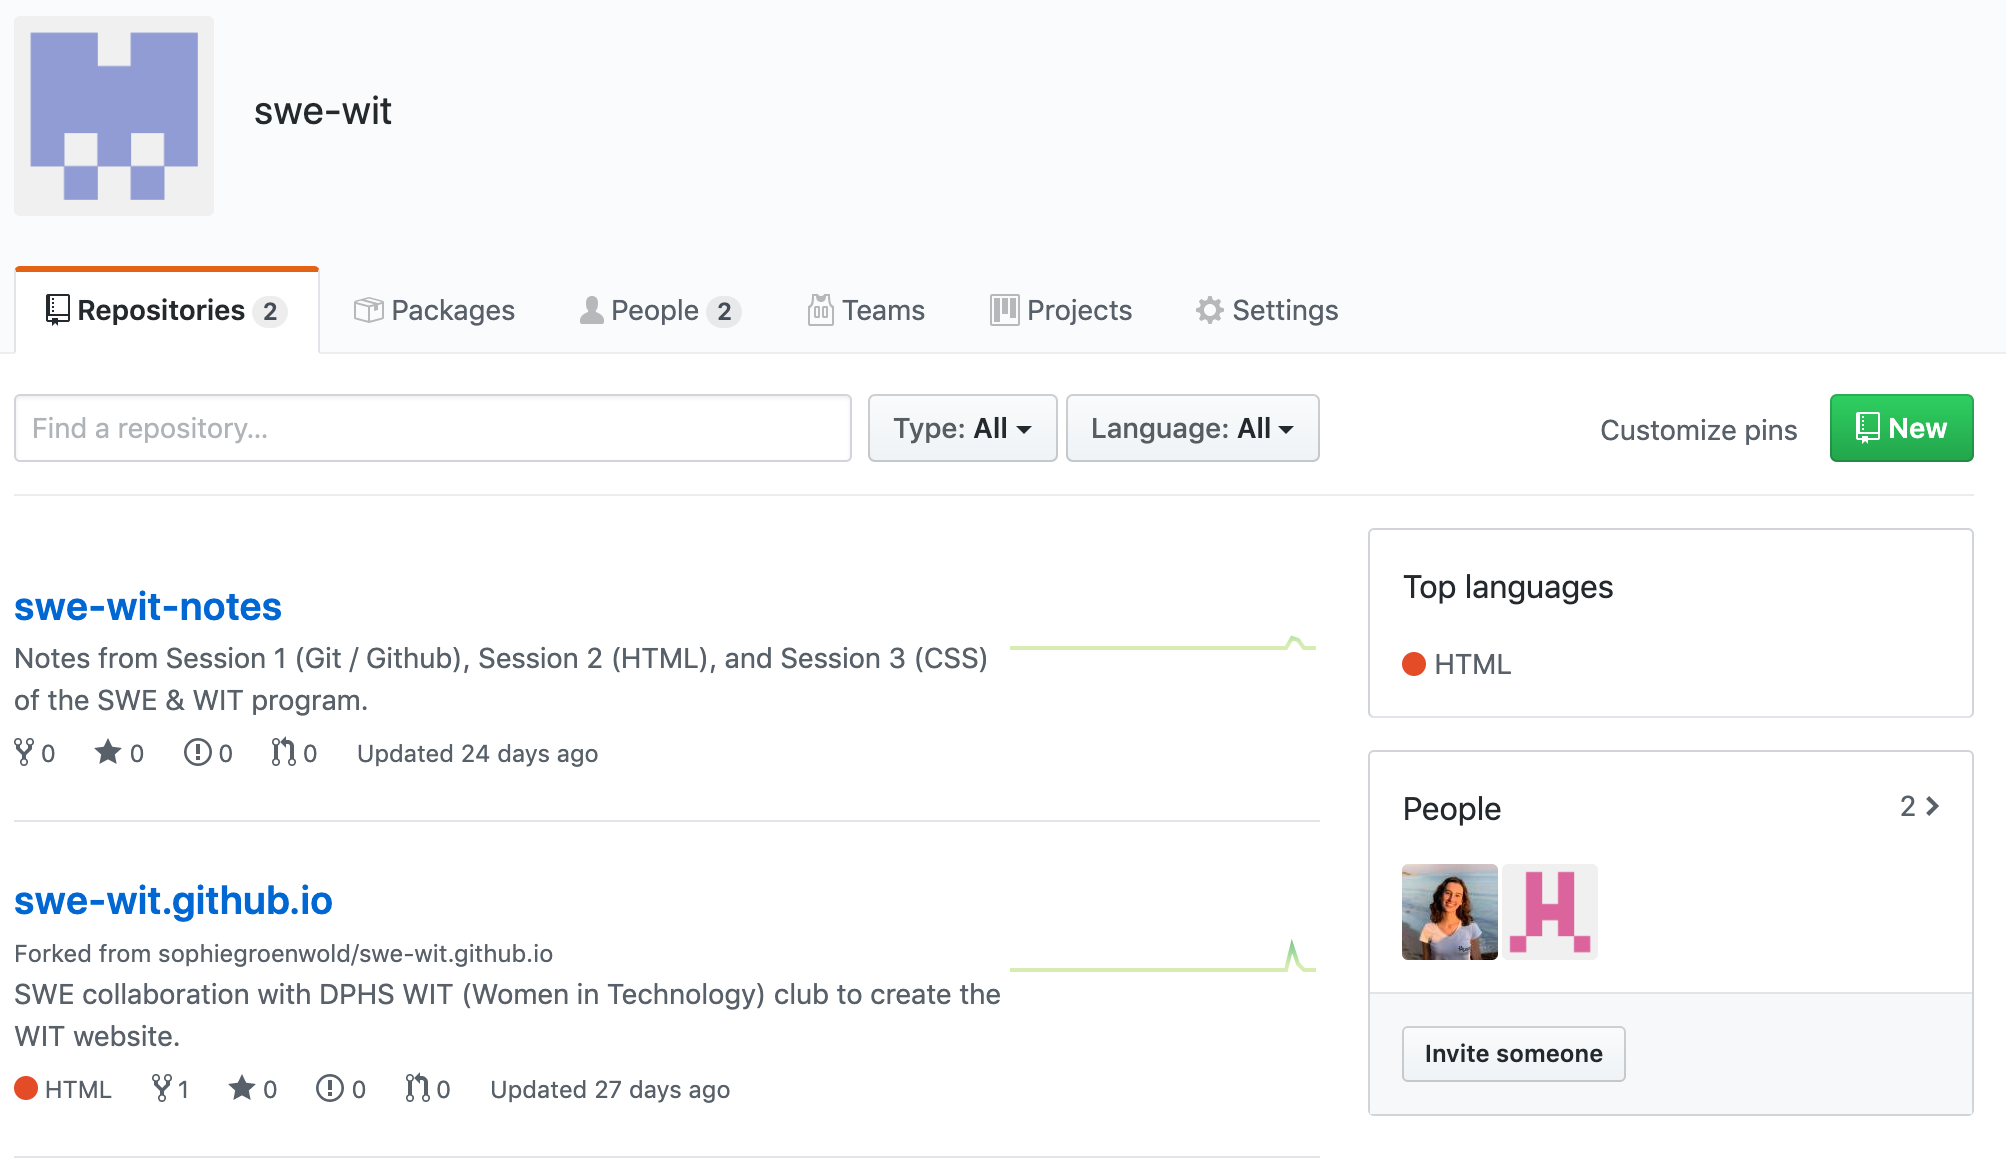 swe-wit
Repositories 2
Packages
People 2
Teams
Projects
Settings
Find a repository...
Type: All
Language: All
Customize pins
New
swe-wit-notes
Notes from Session 1 (Git / Github), Session 2 (HTML), and Session 3 (CSS)
of the SWE & WIT program.
0 0 0 0 Updated 24 days ago
swe-wit.github.io
Forked from sophiegroenwold/swe-wit.github.io
SWE collaboration with DPHS WIT (Women in Technology) club to create the
WIT website.
HTML 1 0 0 0 Updated 27 days ago
Top languages
HTML
People 2
Invite someone